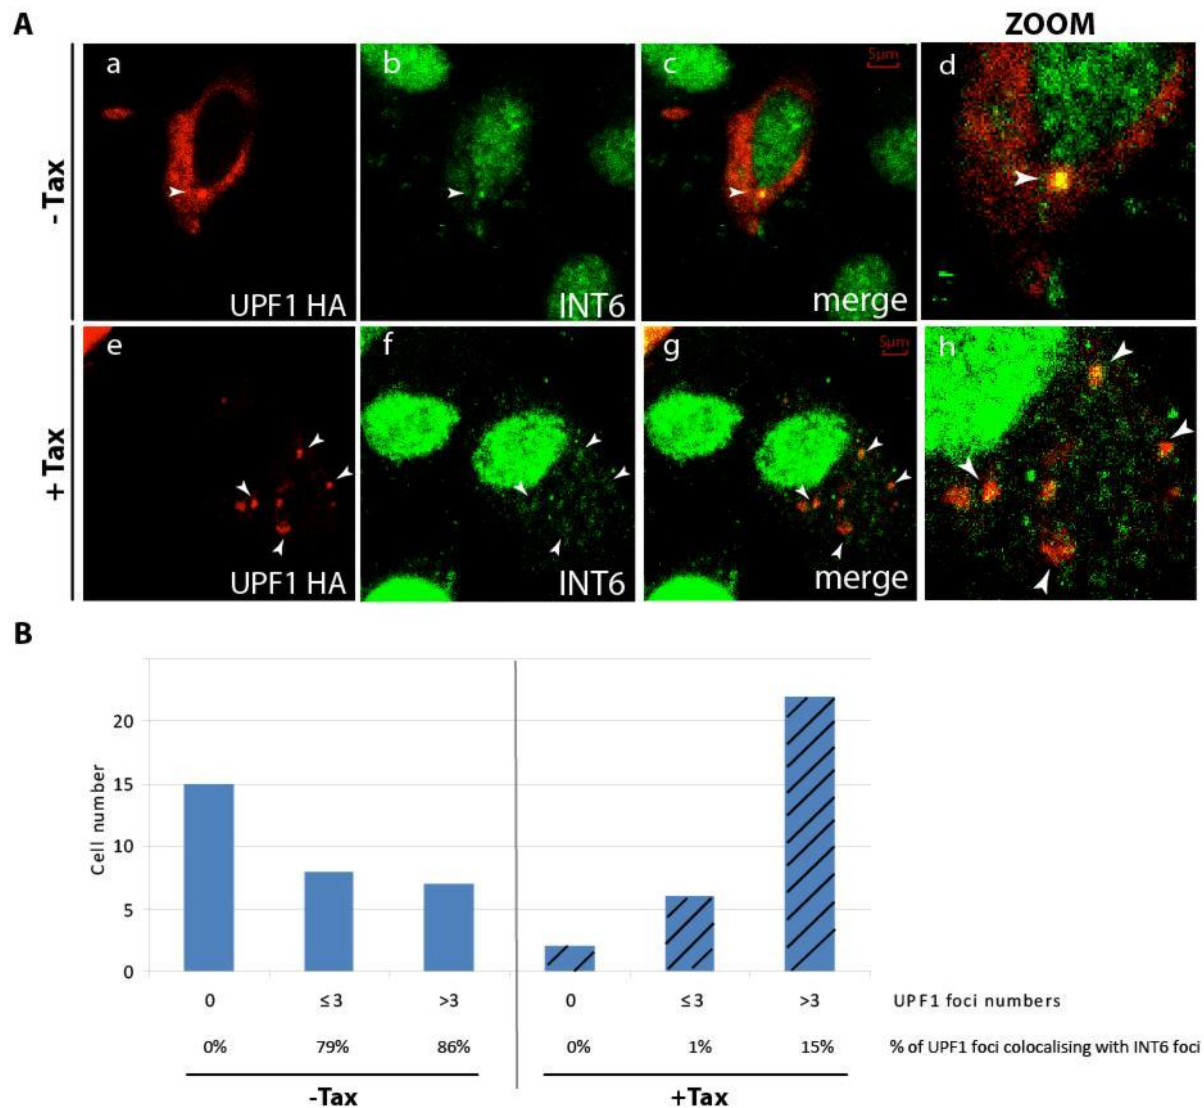 A
ZOOM
- Tax
a
b
c
5µm
d
UPF1 HA
INT6
merge
+ Tax
e
f
g
5µm
h
UPF1 HA
INT6
merge
B
Cell number
20
15
10
5
0
0 ≤3 >3 0 ≤3 >3 UPF1 foci numbers
0% 79% 86% 0% 1% 15% % of UPF1 foci colocalising with INT6 foci
-Tax +Tax